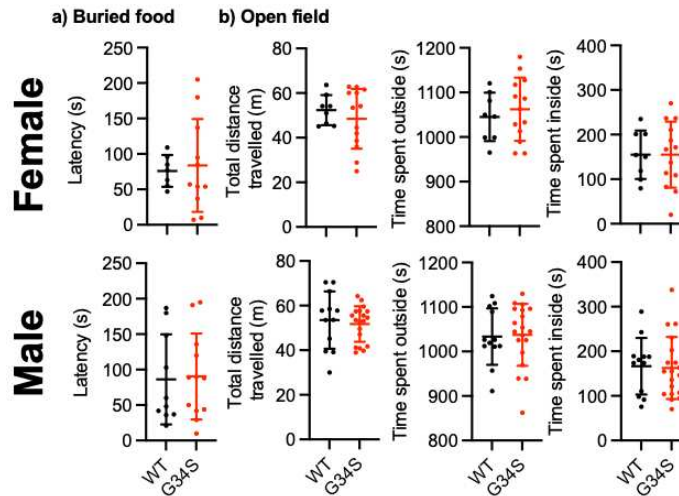 a) Buried food
b) Open field
Female
Latency (s)
250
200
150
100
50
0
Total distance
travelled (m)
80
60
40
20
0
Time spent outside (s)
1200
1100
1000
900
800
Time spent inside (s)
400
300
200
100
0
Male
Latency (s)
250
200
150
100
50
0
WT
G34S
Total distance
travelled (m)
80
60
40
20
0
WT
G34S
Time spent outside (s)
1200
1100
1000
900
800
WT
G34S
Time spent inside (s)
400
300
200
100
0
WT
G34S